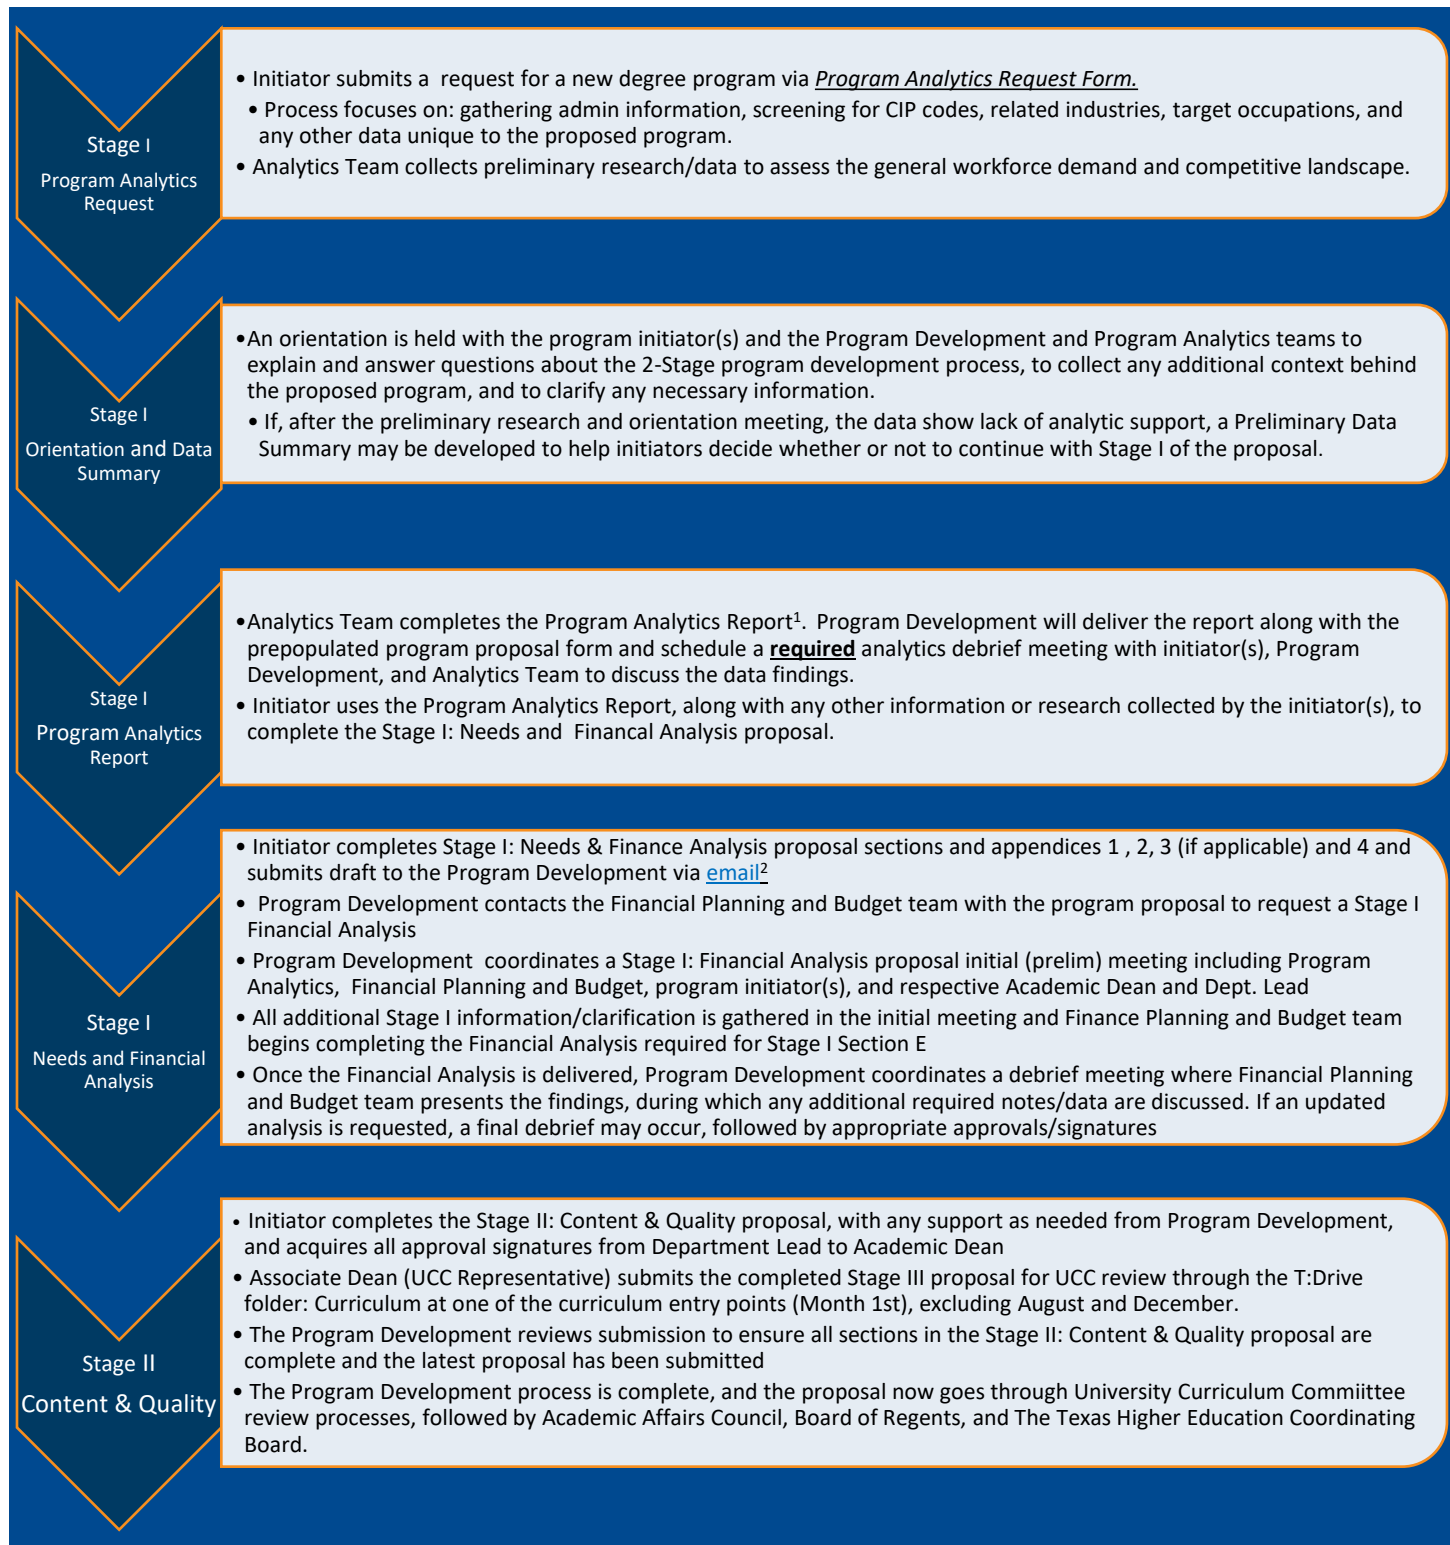 Stage I
Program Analytics
Request
• Initiator submits a  request for a new degree program via Program Analytics Request Form.
• Process focuses on: gathering admin information, screening for CIP codes, related industries, target occupations, and
any other data unique to the proposed program.
• Analytics Team collects preliminary research/data to assess the general workforce demand and competitive landscape.
Stage I
Orientation and Data
Summary
•An orientation is held with the program initiator(s) and the Program Development and Program Analytics teams to
explain and answer questions about the 2-Stage program development process, to collect any additional context behind
the proposed program, and to clarify any necessary information.
• If, after the preliminary research and orientation meeting, the data show lack of analytic support, a Preliminary Data
Summary may be developed to help initiators decide whether or not to continue with Stage I of the proposal.
Stage I
Program Analytics
Report
•Analytics Team completes the Program Analytics Report¹.  Program Development will deliver the report along with the
prepopulated program proposal form and schedule a required analytics debrief meeting with initiator(s), Program
Development, and Analytics Team to discuss the data findings.
• Initiator uses the Program Analytics Report, along with any other information or research collected by the initiator(s), to
complete the Stage I: Needs and  Financal Analysis proposal.
Stage I
Needs and Financial
Analysis
• Initiator completes Stage I: Needs & Finance Analysis proposal sections and appendices 1 , 2, 3 (if applicable) and 4 and
submits draft to the Program Development via email²
•  Program Development contacts the Financial Planning and Budget team with the program proposal to request a Stage I
Financial Analysis
• Program Development  coordinates a Stage I: Financial Analysis proposal initial (prelim) meeting including Program
Analytics,  Financial Planning and Budget, program initiator(s), and respective Academic Dean and Dept. Lead
• All additional Stage I information/clarification is gathered in the initial meeting and Finance Planning and Budget team
begins completing the Financial Analysis required for Stage I Section E
• Once the Financial Analysis is delivered, Program Development coordinates a debrief meeting where Financial Planning
and Budget team presents the findings, during which any additional required notes/data are discussed. If an updated
analysis is requested, a final debrief may occur, followed by appropriate approvals/signatures
Stage II
Content & Quality
• Initiator completes the Stage II: Content & Quality proposal, with any support as needed from Program Development,
and acquires all approval signatures from Department Lead to Academic Dean
• Associate Dean (UCC Representative) submits the completed Stage III proposal for UCC review through the T:Drive
folder: Curriculum at one of the curriculum entry points (Month 1st), excluding August and December.
• The Program Development reviews submission to ensure all sections in the Stage II: Content & Quality proposal are
complete and the latest proposal has been submitted
• The Program Development process is complete, and the proposal now goes through University Curriculum Commiittee
review processes, followed by Academic Affairs Council, Board of Regents, and The Texas Higher Education Coordinating
Board.